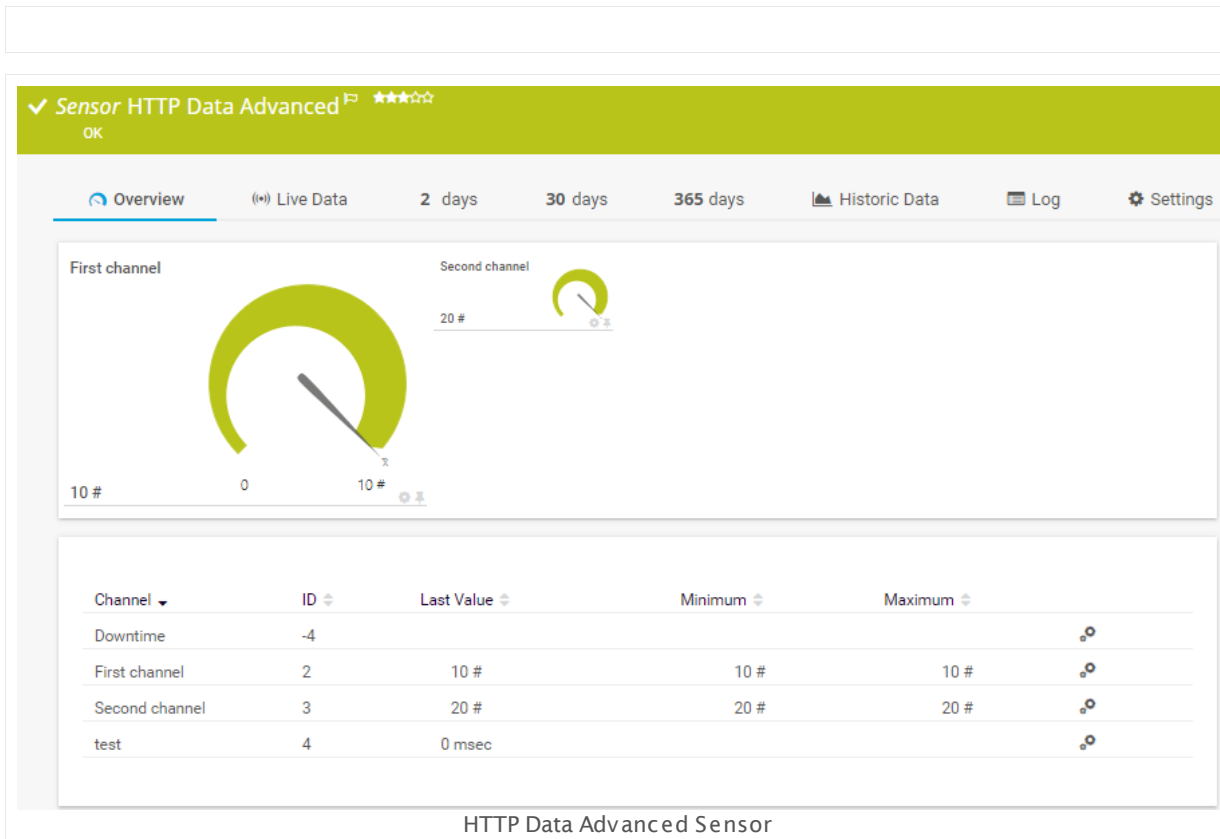 Sensor HTTP Data Advanced
OK
Overview Live Data 2 days 30 days 365 days Historic Data Log Settings
First channel
10 #
0
10 #
Second channel
20 #
Channel ID Last Value Minimum Maximum
Downtime -4
First channel 2 10 # 10 # 10 #
Second channel 3 20 # 20 # 20 #
test 4 0 msec
HTTP Data Advanced Sensor